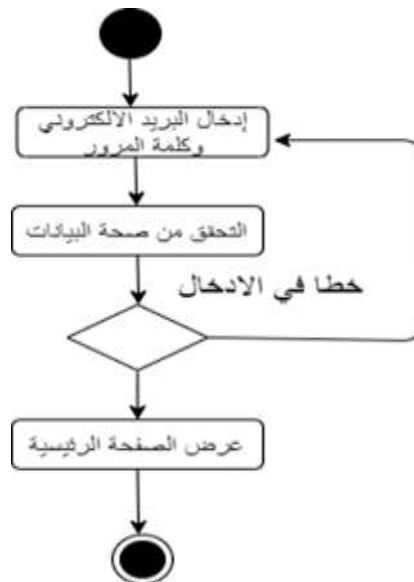 إدخال البريد الالكتروني
وكلمة المرور
التحقق من صحة البيانات
خطا في الادخال
عرض الصفحة الرئيسية